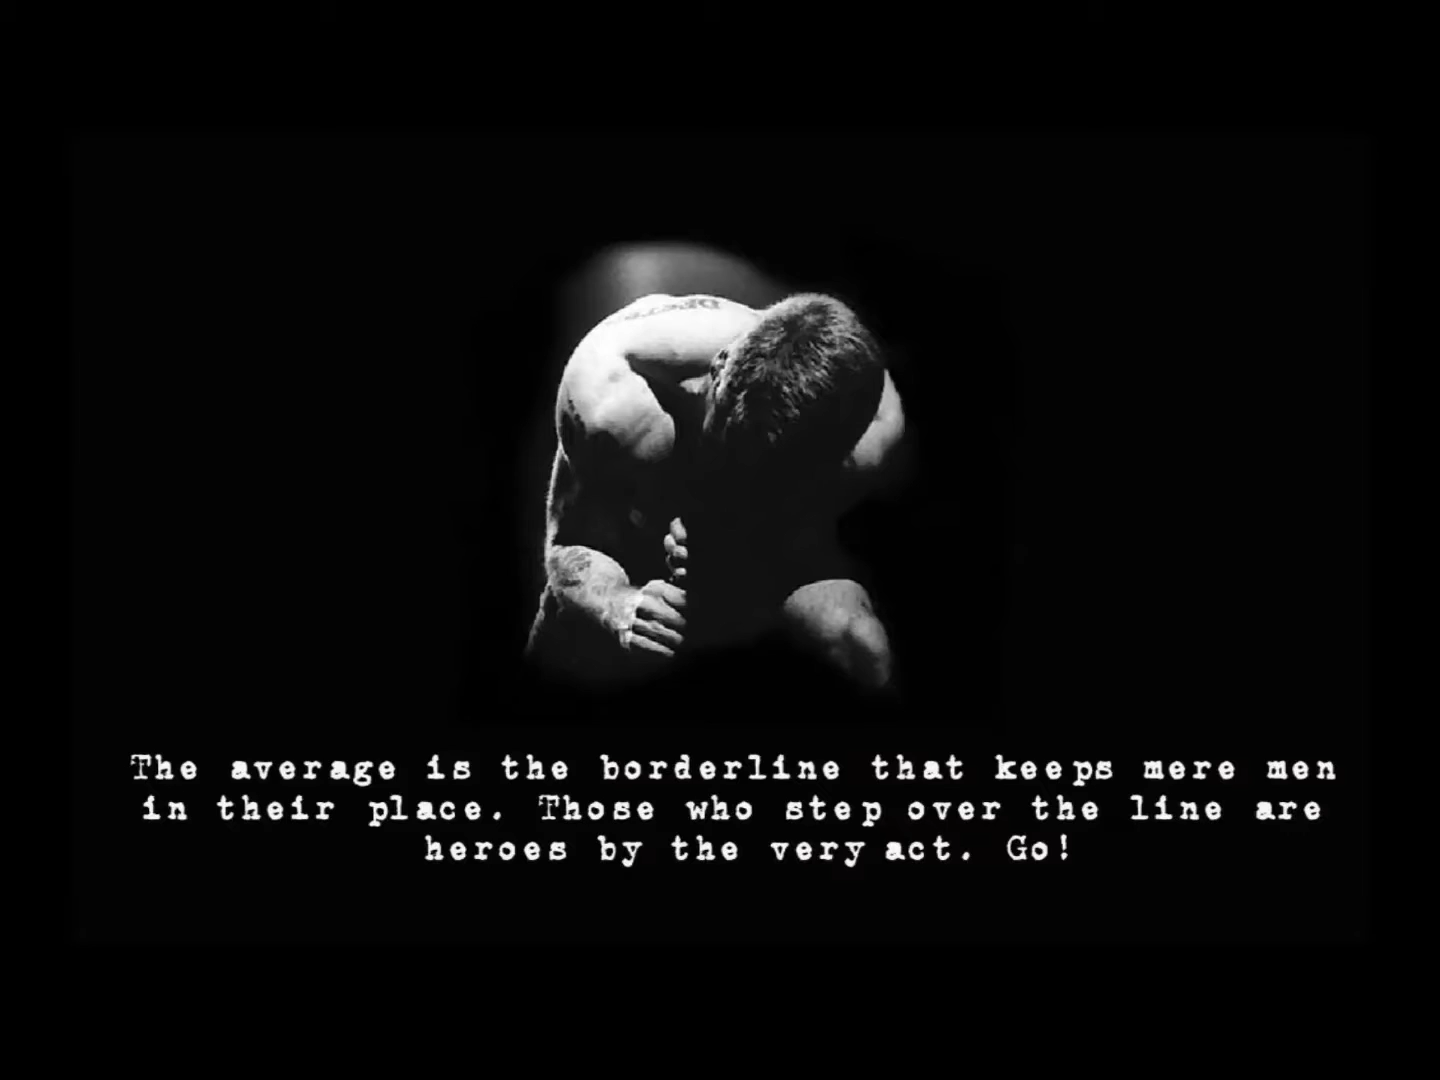 The average is the borderline that keeps mere men
in their place. Those who step over the line are
heroes by the very act. Go!